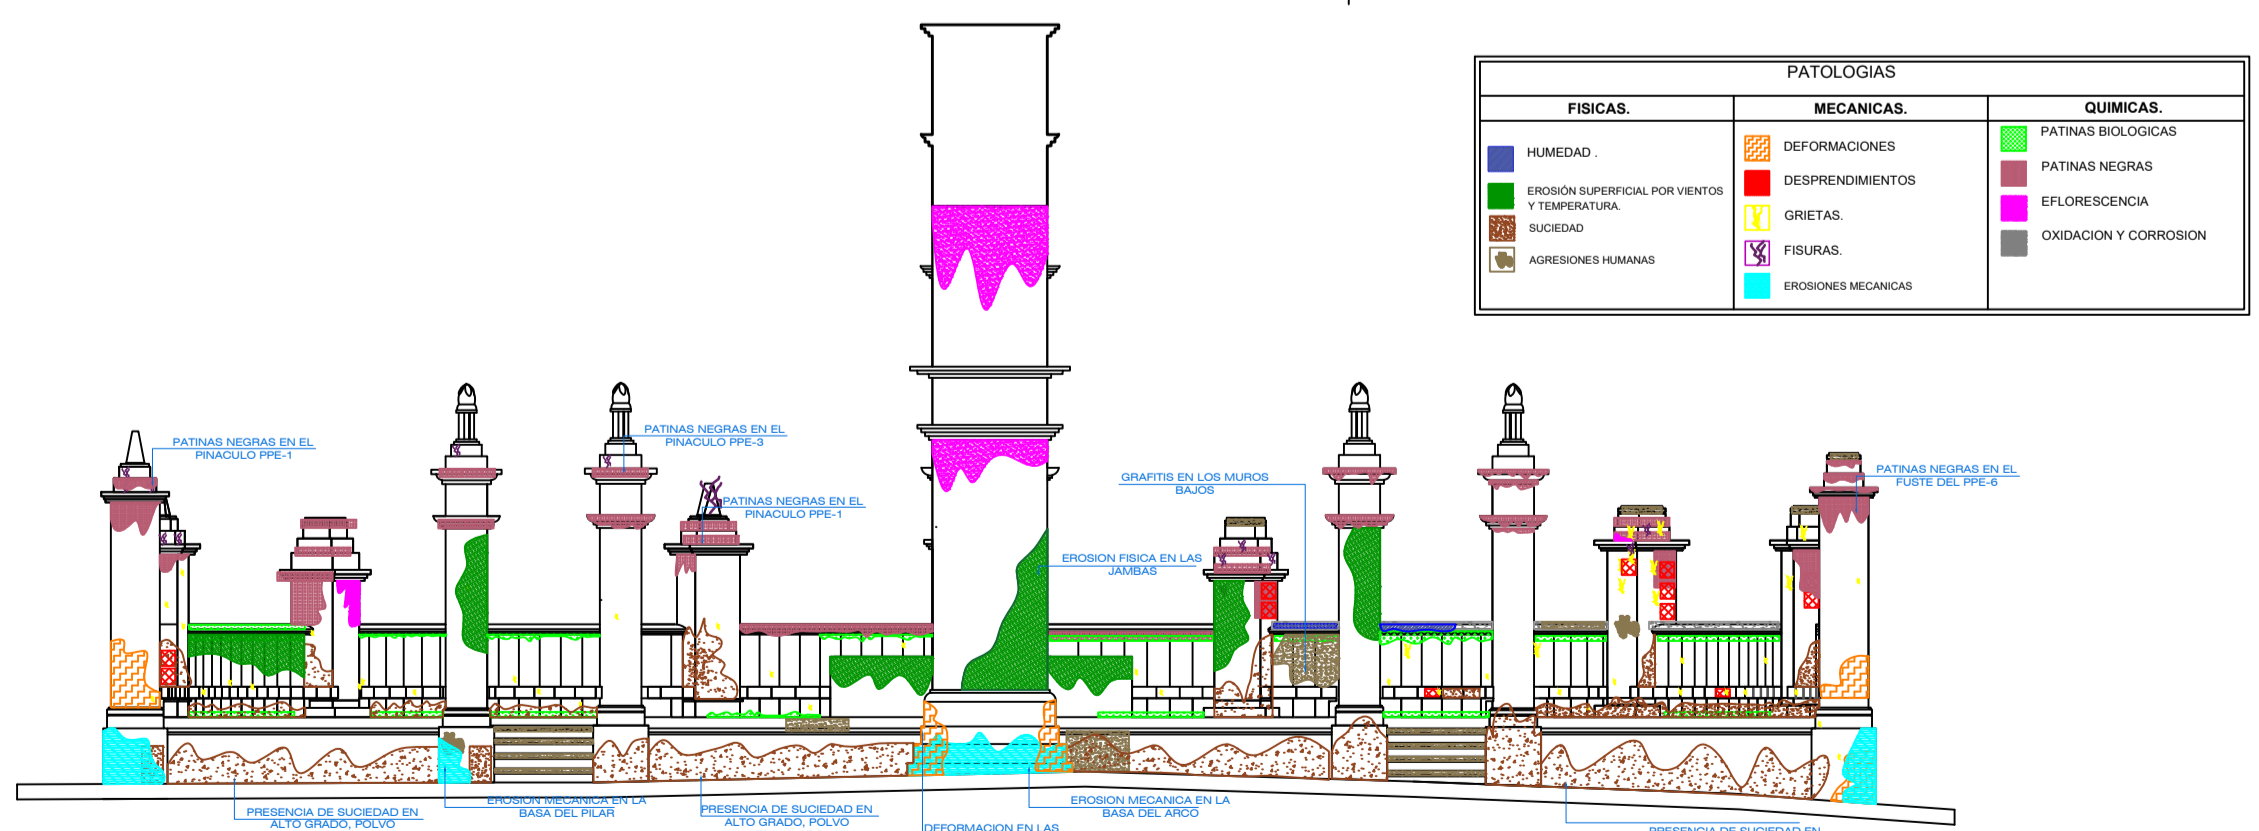 PATOLOGIAS
FISICAS.
MECANICAS.
QUIMICAS.
HUMEDAD .
EROSIÓN SUPERFICIAL POR VIENTOS
Y TEMPERATURA.
SUCIEDAD
AGRESIONES HUMANAS
DEFORMACIONES
DESPRENDIMIENTOS
GRIETAS.
FISURAS.
EROSIONES MECANICAS
PATINAS BIOLOGICAS
PATINAS NEGRAS
EFLORESCENCIA
OXIDACION Y CORROSION
PATINAS NEGRAS EN EL
PINACULO PPE-1
PATINAS NEGRAS EN EL
PINACULO PPE-3
PATINAS NEGRAS EN EL
PINACULO PPE-1
GRAFITIS EN LOS MUROS
BAJOS
EROSION FISICA EN LAS
JAMBAS
PATINAS NEGRAS EN EL
FUSTE DEL PPE-6
PRESENCIA DE SUCIEDAD EN
ALTO GRADO, POLVO
EROSION MECANICA EN LA
BASA DEL PILAR
PRESENCIA DE SUCIEDAD EN
ALTO GRADO, POLVO
DEFORMACION EN LAS
EROSION MECANICA EN LA
BASA DEL ARCO
PRESENCIA DE SUCIEDAD EN